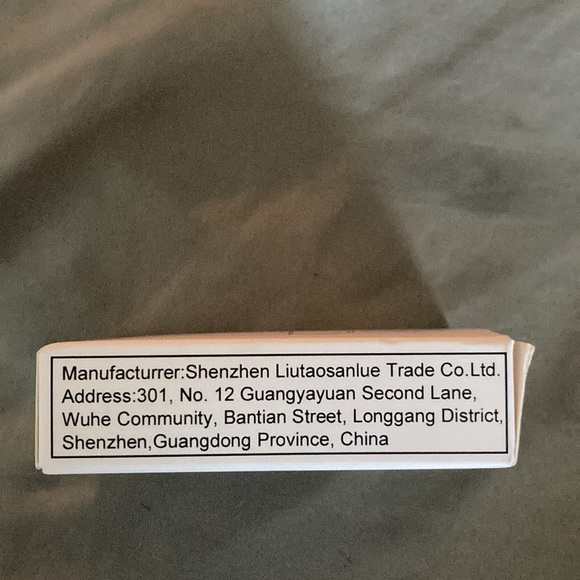 Manufacturrer:Shenzhen Liutaosanlue Trade Co.Ltd.
Address:301, No. 12 Guangyayuan Second Lane,
Wuhe Community, Bantian Street, Longgang District,
Shenzhen,Guangdong Province, China